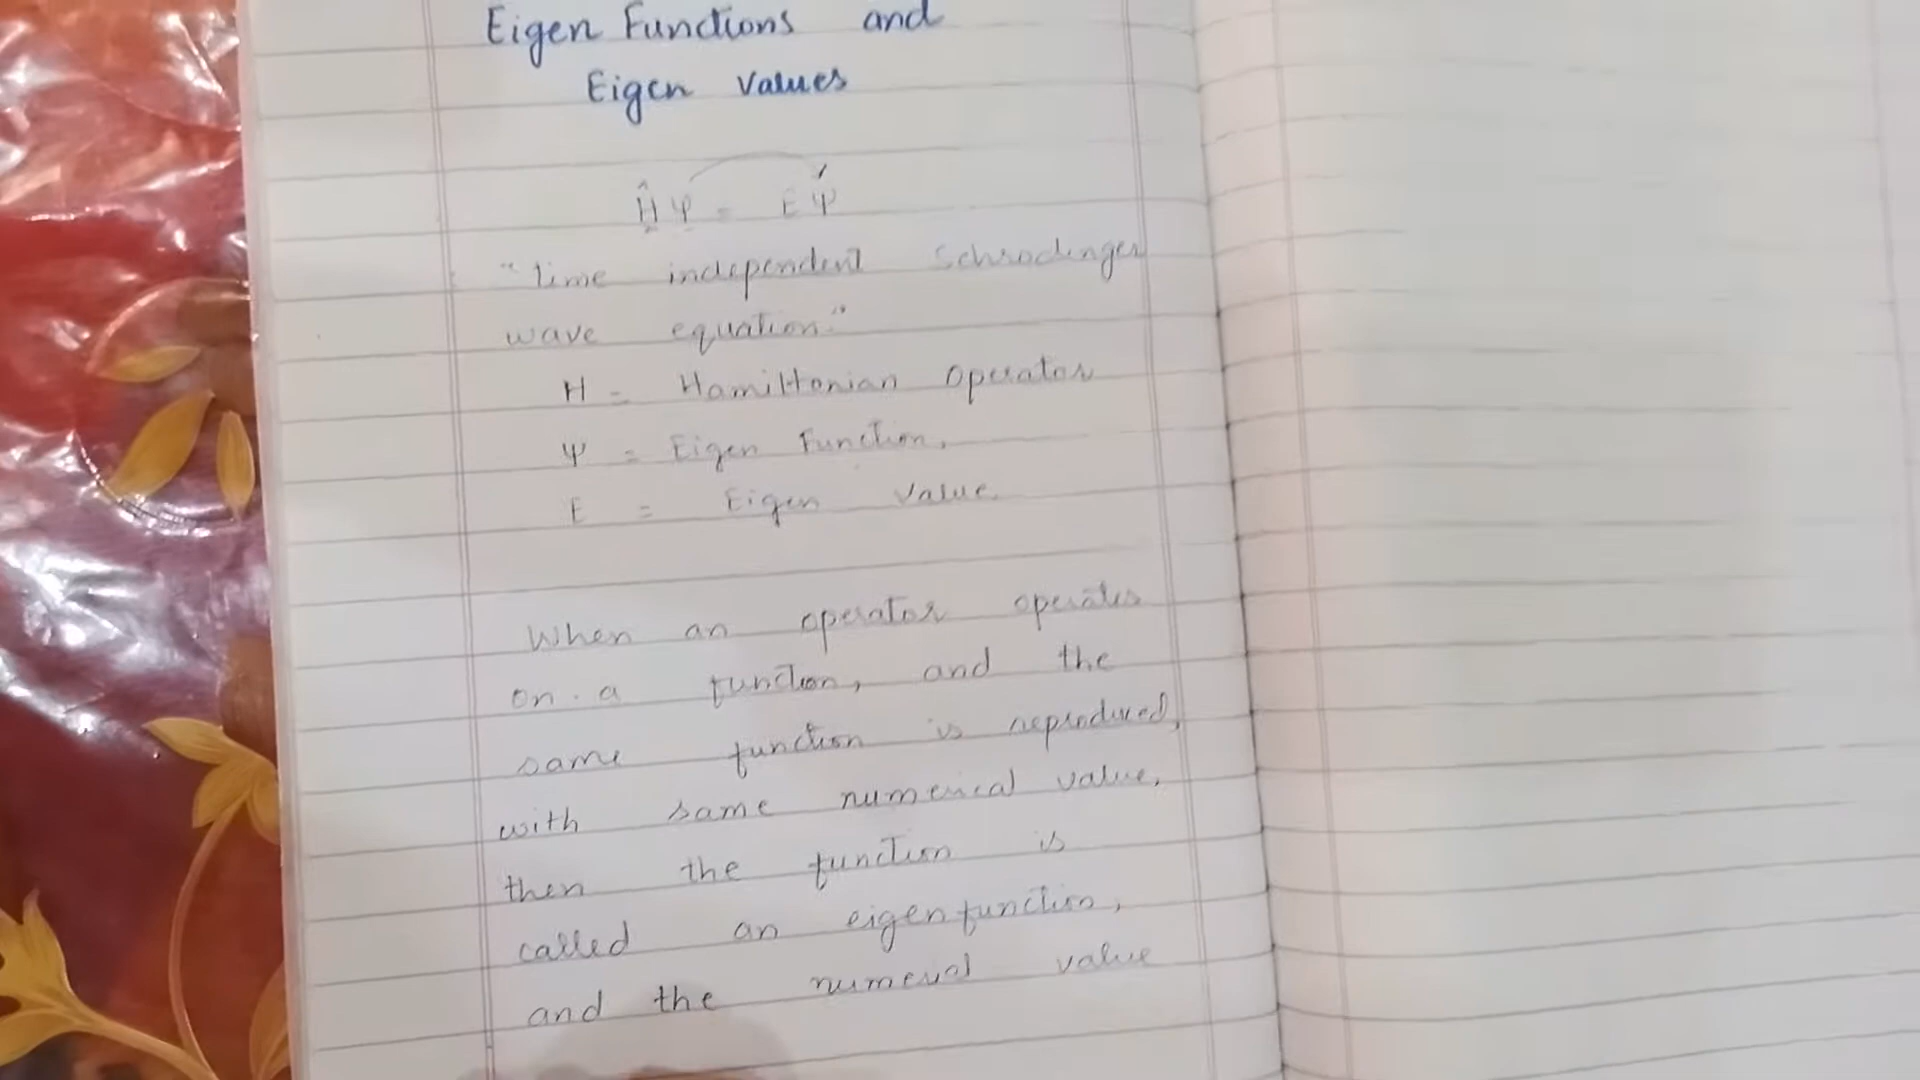 Eigen Functions and
Eigen Values
ĤΨ = EΨ
"Time independent Schrodinger
wave equation."
H = Hamiltonian Operator
Ψ = Eigen Function.
E = Eigen Value.
When an operator operates
on a function, and the
same function is reproduced,
with same numerical value,
then the function is
called an eigenfunction,
and the numerical value